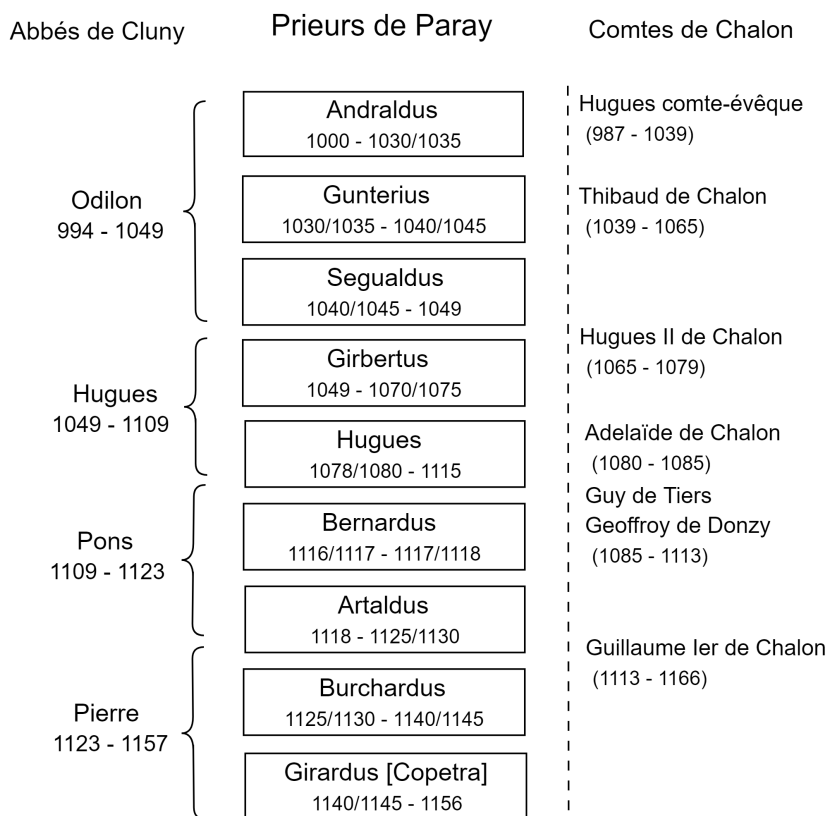 Abbés de Cluny
Odilon
994 - 1049
Hugues
1049 - 1109
Pons
1109 - 1123
Pierre
1123 - 1157
Prieurs de Paray
Andraldus
1000 - 1030/1035
Gunterius
1030/1035 - 1040/1045
Segualdus
1040/1045 - 1049
Girbertus
1049 - 1070/1075
Hugues
1078/1080 - 1115
Bernardus
1116/1117 - 1117/1118
Artaldus
1118 - 1125/1130
Burchardus
1125/1130 - 1140/1145
Girardus [Copetra]
1140/1145 - 1156
Comtes de Chalon
Hugues comte-évêque
(987 - 1039)
Thibaud de Chalon
(1039 - 1065)
Hugues II de Chalon
(1065 - 1079)
Adelaïde de Chalon
(1080 - 1085)
Guy de Tiers
Geoffroy de Donzy
(1085 - 1113)
Guillaume Ier de Chalon
(1113 - 1166)